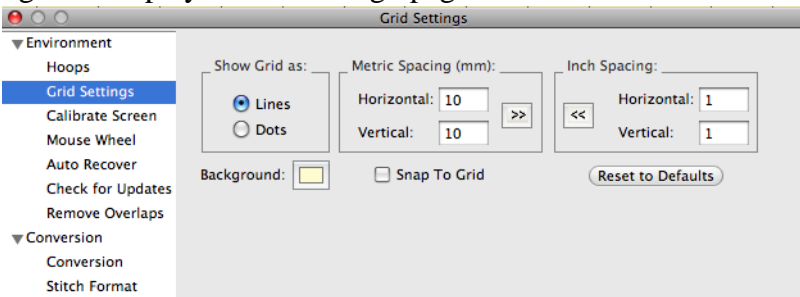 Grid Settings
Environment
Hoops
Grid Settings
Calibrate Screen
Mouse Wheel
Auto Recover
Check for Updates
Remove Overlaps
Conversion
Conversion
Stitch Format
Show Grid as:
Lines
Dots
Metric Spacing (mm):
Horizontal: 10
Vertical: 10
>>
Inch Spacing:
<<
Horizontal: 1
Vertical: 1
Background:
Snap To Grid
Reset to Defaults